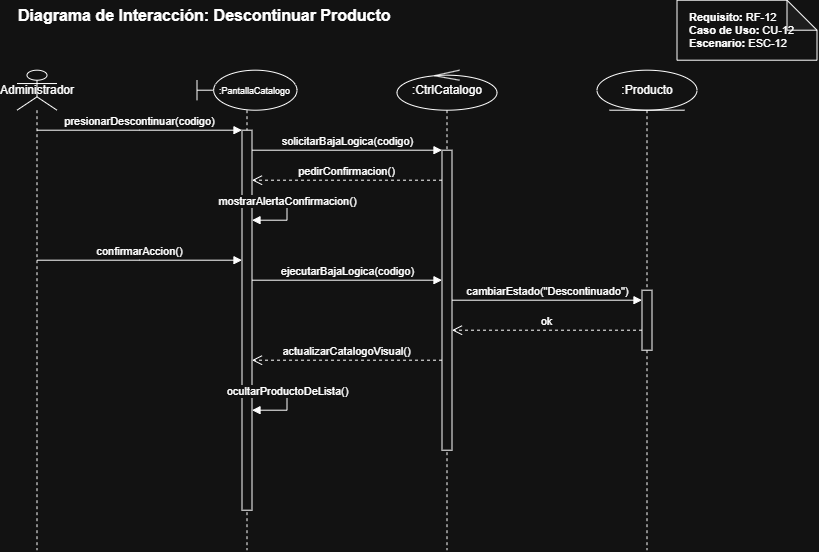 Diagrama de Interacción: Descontinuar Producto
Requisito: RF-12
Caso de Uso: CU-12
Escenario: ESC-12
Administrador
:PantallaCatalogo
:CtrlCatalogo
:Producto
presionarDescontinuar(codigo)
solicitarBajaLogica(codigo)
pedirConfirmacion()
mostrarAlertaConfirmacion()
confirmarAccion()
ejecutarBajaLogica(codigo)
cambiarEstado("Descontinuado")
ok
actualizarCatalogoVisual()
ocultarProductoDeLista()